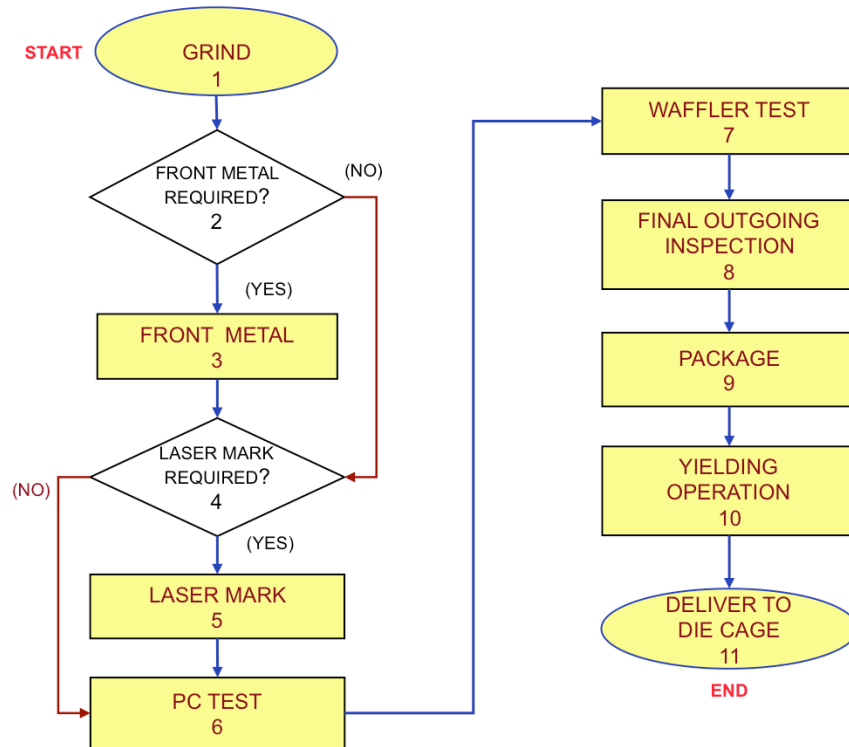 START
GRIND
1
FRONT METAL
REQUIRED?
2
(NO)
(YES)
FRONT METAL
3
LASER MARK
REQUIRED?
4
(NO)
(YES)
LASER MARK
5
PC TEST
6
WAFFLER TEST
7
FINAL OUTGOING
INSPECTION
8
PACKAGE
9
YIELDING
OPERATION
10
DELIVER TO
DIE CAGE
11
END